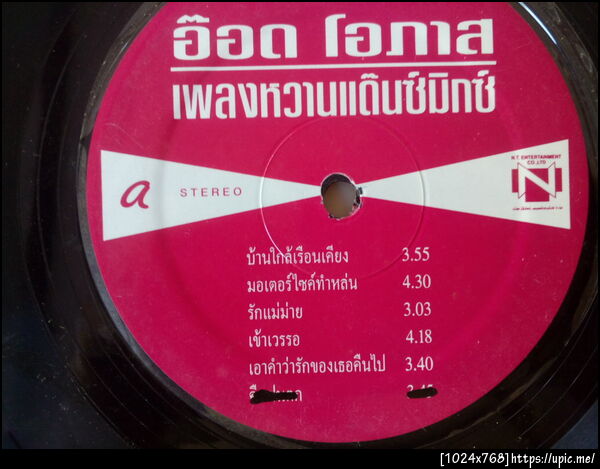 อ๊อด โอภาส
เพลงหวานแด๊นซ์มิกซ์
a STEREO
N.T. ENTERTAINMENT
CO.,LTD
N
บ้านใกล้เรือนเคียง 3.55
มอเตอร์ไซค์ทำหล่น 4.30
รักแม่ม่าย 3.03
เข้าเวรรอ 4.18
เอาคำว่ารักของเธอคืนไป 3.40
[1024x768]https://upic.me/